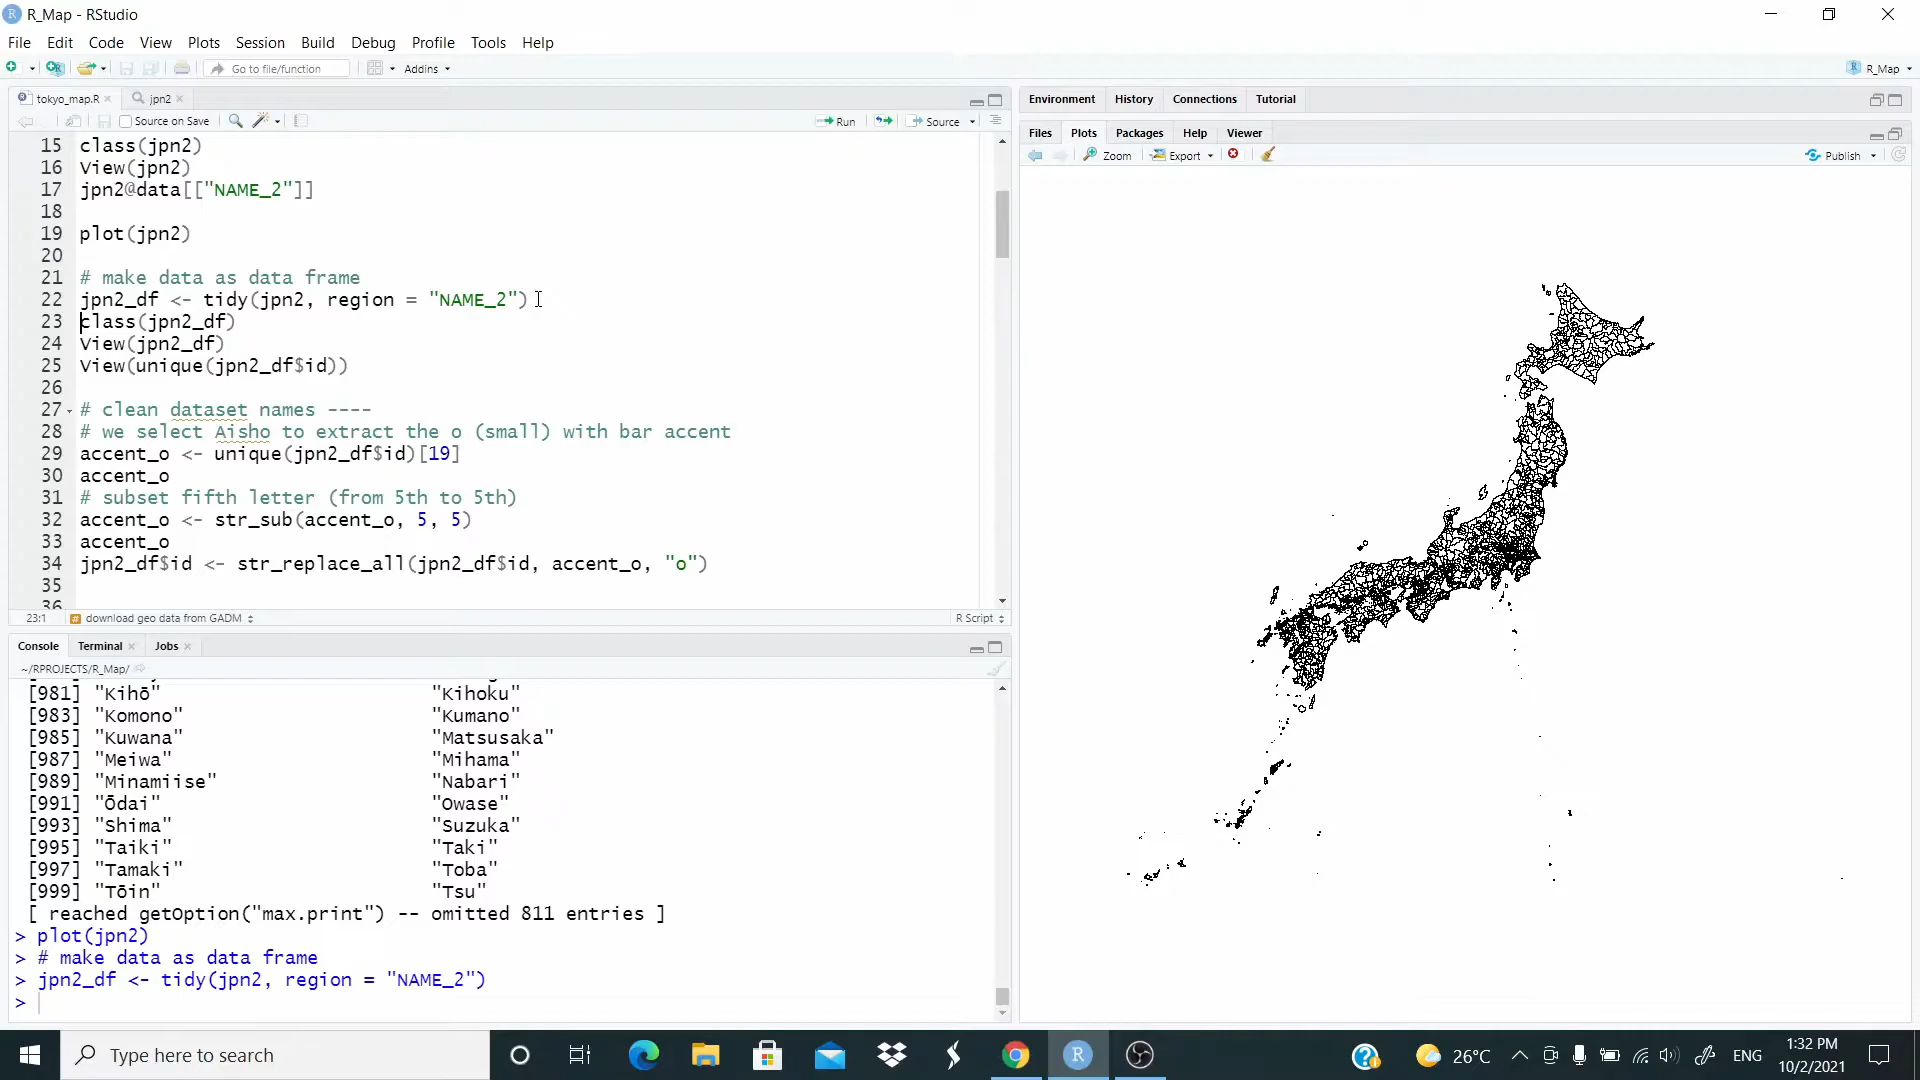 R_Map - RStudio
File Edit Code View Plots Session Build Debug Profile Tools Help
Go to file/function Addins R_Map
tokyo_map.R jpn2
Source on Save Run Source
15 class(jpn2)
16 View(jpn2)
17 jpn2@data[["NAME_2"]]
18
19 plot(jpn2)
20
21 # make data as data frame
22 jpn2_df <- tidy(jpn2, region = "NAME_2")
23 class(jpn2_df)
24 View(jpn2_df)
25 View(unique(jpn2_df$id))
26
27 # clean dataset names ----
28 # we select Aisho to extract the o (small) with bar accent
29 accent_o <- unique(jpn2_df$id)[19]
30 accent_o
31 # subset fifth letter (from 5th to 5th)
32 accent_o <- str_sub(accent_o, 5, 5)
33 accent_o
34 jpn2_df$id <- str_replace_all(jpn2_df$id, accent_o, "o")
35
36
23:1 # download geo data from GADM R Script
Console Terminal Jobs
~/RPROJECTS/R_Map/
[981] "Kihō" "Kihoku"
[983] "Komono" "Kumano"
[985] "Kuwana" "Matsusaka"
[987] "Meiwa" "Mihama"
[989] "Minamiise" "Nabari"
[991] "Ōdai" "Owase"
[993] "Shima" "Suzuka"
[995] "Taiki" "Taki"
[997] "Tamaki" "Toba"
[999] "Tōin" "Tsu"
[ reached getOption("max.print") -- omitted 811 entries ]
> plot(jpn2)
> # make data as data frame
> jpn2_df <- tidy(jpn2, region = "NAME_2")
>
Environment History Connections Tutorial
Files Plots Packages Help Viewer
Zoom Export Publish
Type here to search
26°C ENG
1:32 PM
10/2/2021